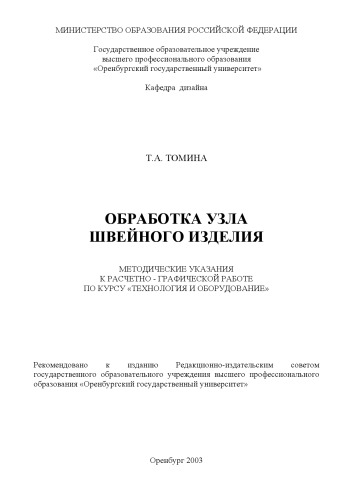 МИНИСТЕРСТВО ОБРАЗОВАНИЯ РОССИЙСКОЙ ФЕДЕРАЦИИ
Государственное образовательное учреждение
высшего профессионального образования
«Оренбургский государственный университет»
Кафедра дизайна
Т.А. ТОМИНА
ОБРАБОТКА УЗЛА
ШВЕЙНОГО ИЗДЕЛИЯ
МЕТОДИЧЕСКИЕ УКАЗАНИЯ
К РАСЧЕТНО - ГРАФИЧЕСКОЙ РАБОТЕ
ПО КУРСУ «ТЕХНОЛОГИЯ И ОБОРУДОВАНИЕ»
Рекомендовано к изданию Редакционно-издательским советом
государственного образовательного учреждения высшего профессионального
образования «Оренбургский государственный университет»
Оренбург 2003